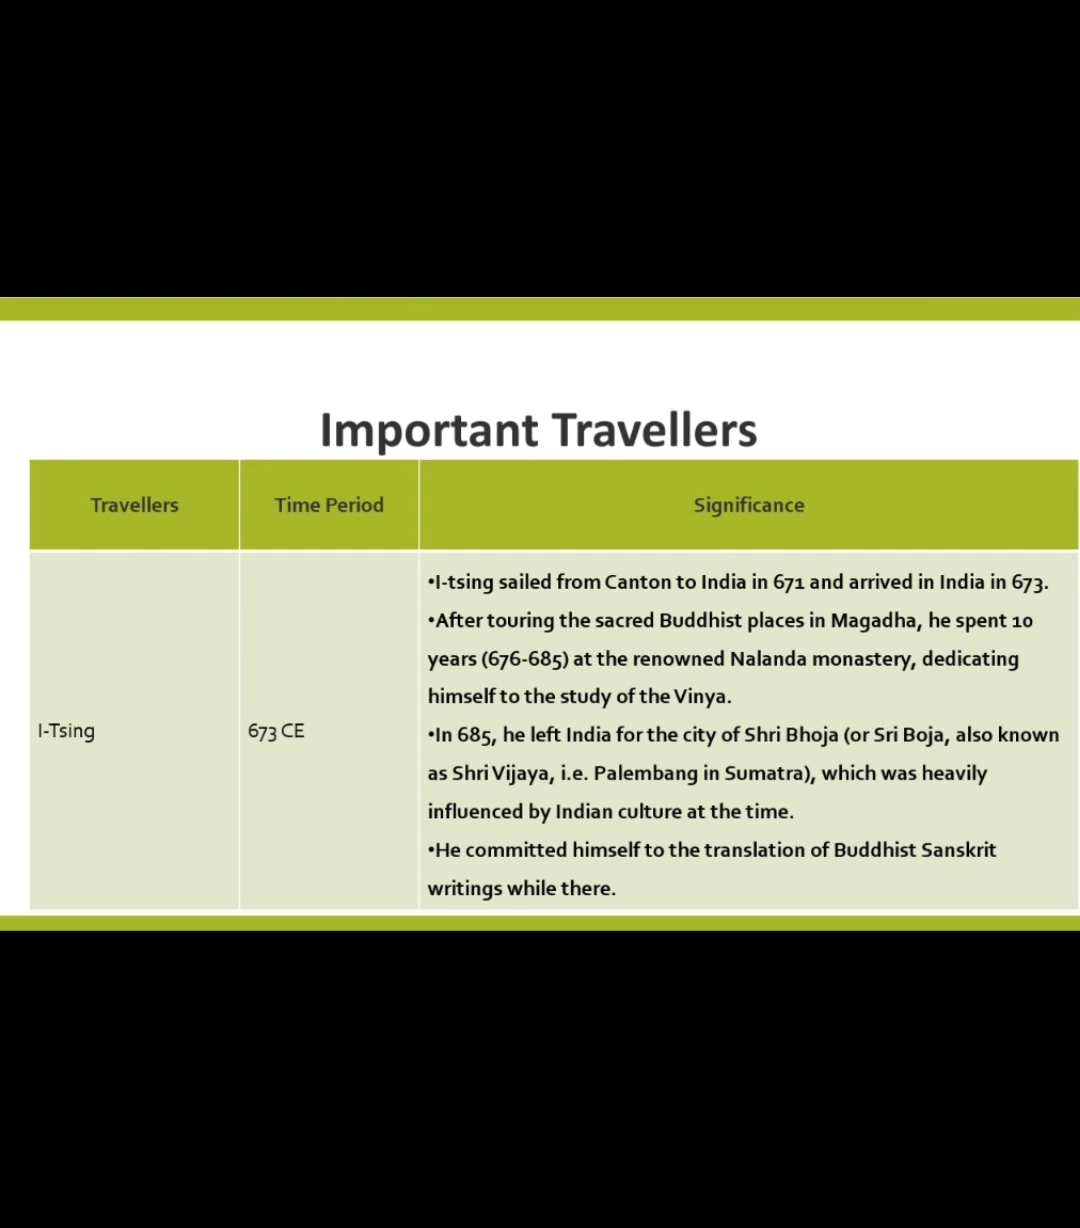 Important Travellers
Travellers
Time Period
Significance
I-Tsing
673 CE
•I-tsing sailed from Canton to India in 671 and arrived in India in 673.
•After touring the sacred Buddhist places in Magadha, he spent 10
years (676-685) at the renowned Nalanda monastery, dedicating
himself to the study of the Vinya.
•In 685, he left India for the city of Shri Bhoja (or Sri Boja, also known
as Shri Vijaya, i.e. Palembang in Sumatra), which was heavily
influenced by Indian culture at the time.
•He committed himself to the translation of Buddhist Sanskrit
writings while there.